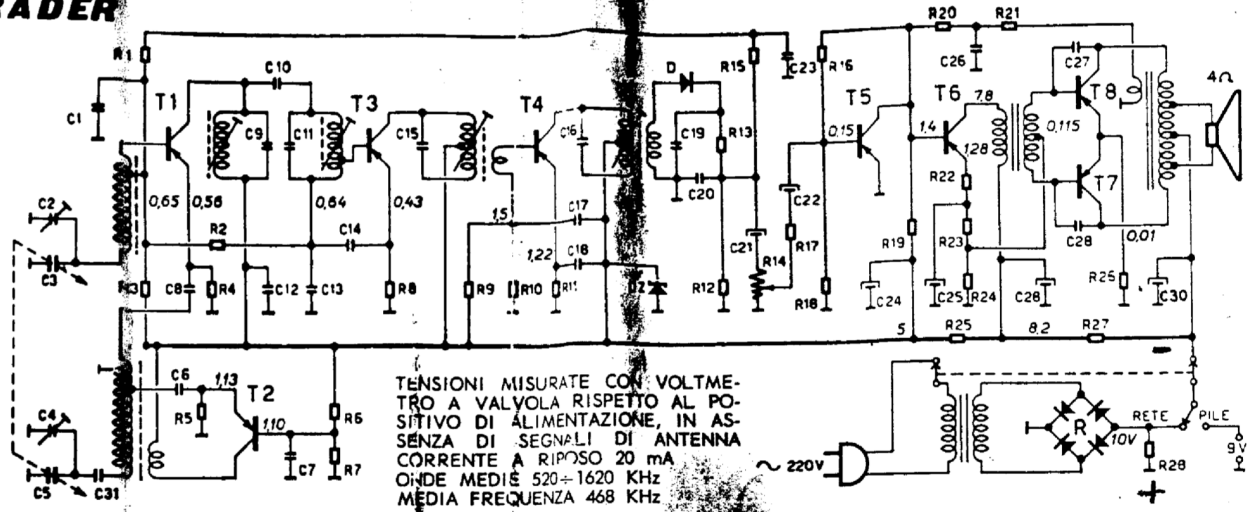 RADER
R1
C10
D
R15
C23
R16
R20
R21
C26
C27
4Ω
C1
T1
C9
C11
T3
C15
T4
C16
C19
R13
T5
T6
7,8
T8
0,15
1,4
0,115
1,28
C20
R22
T7
C2
0,65
0,56
0,64
0,43
1,5
C17
C22
R17
C3
R2
C14
1,22
C18
C21
R14
R19
R23
C28
0,01
R3
C8
R4
C12
C13
R8
R9
R10
R11
DZ
R12
R18
C24
C25
R24
C28
R25
C30
5
R25
8,2
R27
C6
1,13
T2
C4
R5
1,10
R6
C5
C31
C7
R7
TENSIONI MISURATE CON VOLTME-
TRO A VALVOLA RISPETTO AL PO-
SITIVO DI ALIMENTAZIONE, IN AS-
SENZA DI SEGNALI DI ANTENNA
CORRENTE A RIPOSO 20 mA
ONDE MEDIE 520÷1620 KHz
MEDIA FREQUENZA 468 KHz
~ 220V
R
10V
RETE
PILE
R28
9V
-
+